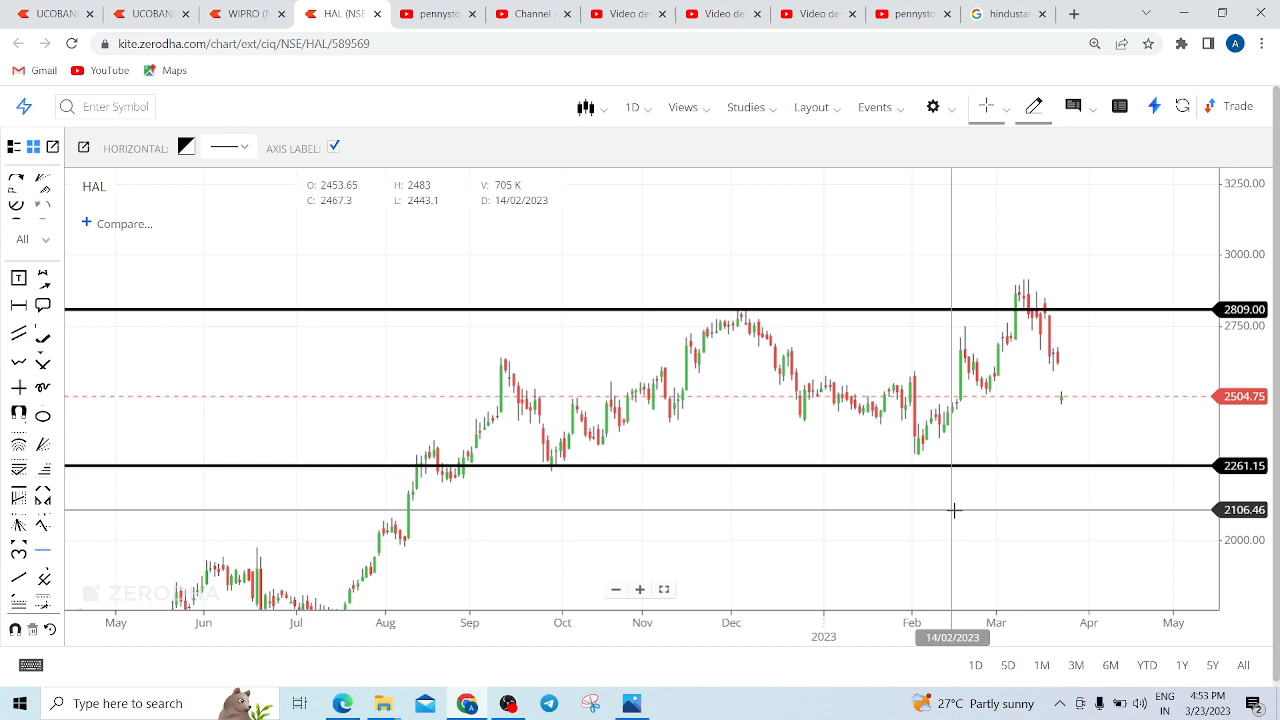 UCOBANK
UCOBANK
WIPRO (N
HAL (NSE
pennysto
Channel
Video de
Video de
Video de
pennysto
hindustar
kite.zerodha.com/chart/ext/ciq/NSE/HAL/589569
A
Gmail YouTube Maps
Enter Symbol 1D Views Studies Layout Events Trade
HORIZONTAL: AXIS LABEL:
HAL
O: 2453.65 H: 2483 V: 705 K
C: 2467.3 L: 2443.1 D: 14/02/2023
Compare...
All
T
3250.00
3000.00
2809.00
2750.00
2504.75
2261.15
2106.46
2000.00
ZERODHA
May Jun Jul Aug Sep Oct Nov Dec 2023 Feb Mar Apr May
14/02/2023
1D 5D 1M 3M 6M YTD 1Y 5Y All
Type here to search
27°C Partly sunny
ENG
IN
4:53 PM
3/23/2023
2